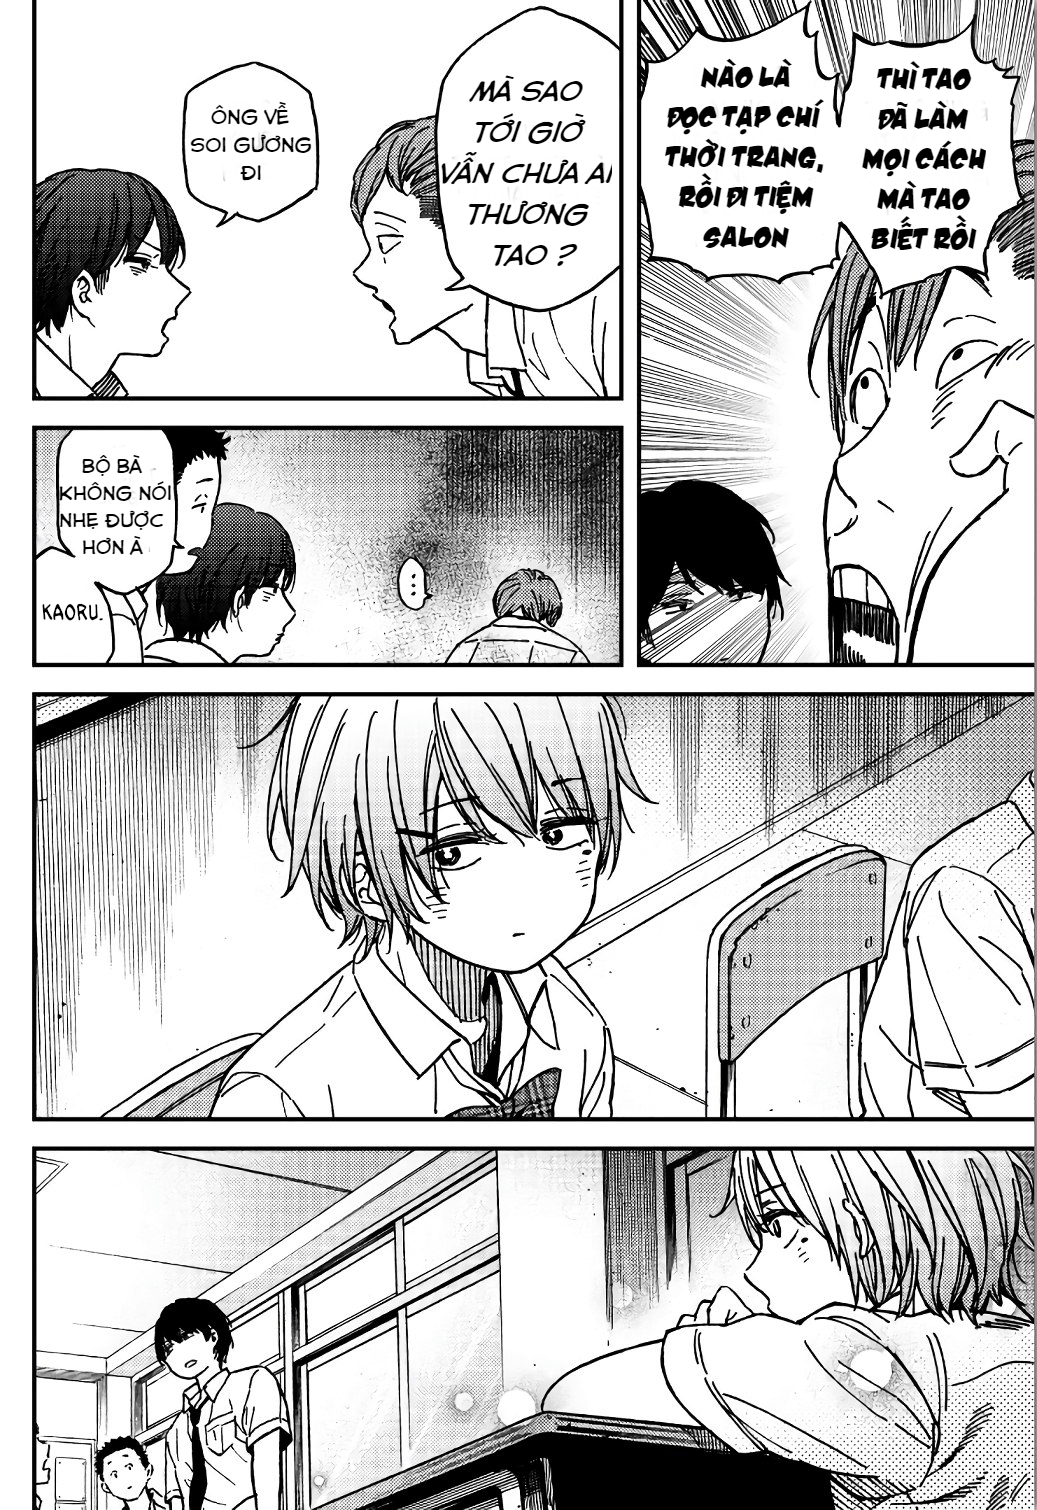 THÌ TAO
ĐÃ LÀM
MỌI CÁCH
MÀ TAO
BIẾT RỒI
NÀO LÀ
ĐỌC TẠP CHÍ
THỜI TRANG,
RỒI ĐI TIỆM
SALON
MÀ SAO
TỚI GIỜ
VẪN CHƯA AI
THƯƠNG
TAO ?
ÔNG VỀ
SOI GƯƠNG
ĐI
...
BỘ BÀ
KHÔNG NÓI
NHẸ ĐƯỢC
HƠN À
KAORU.